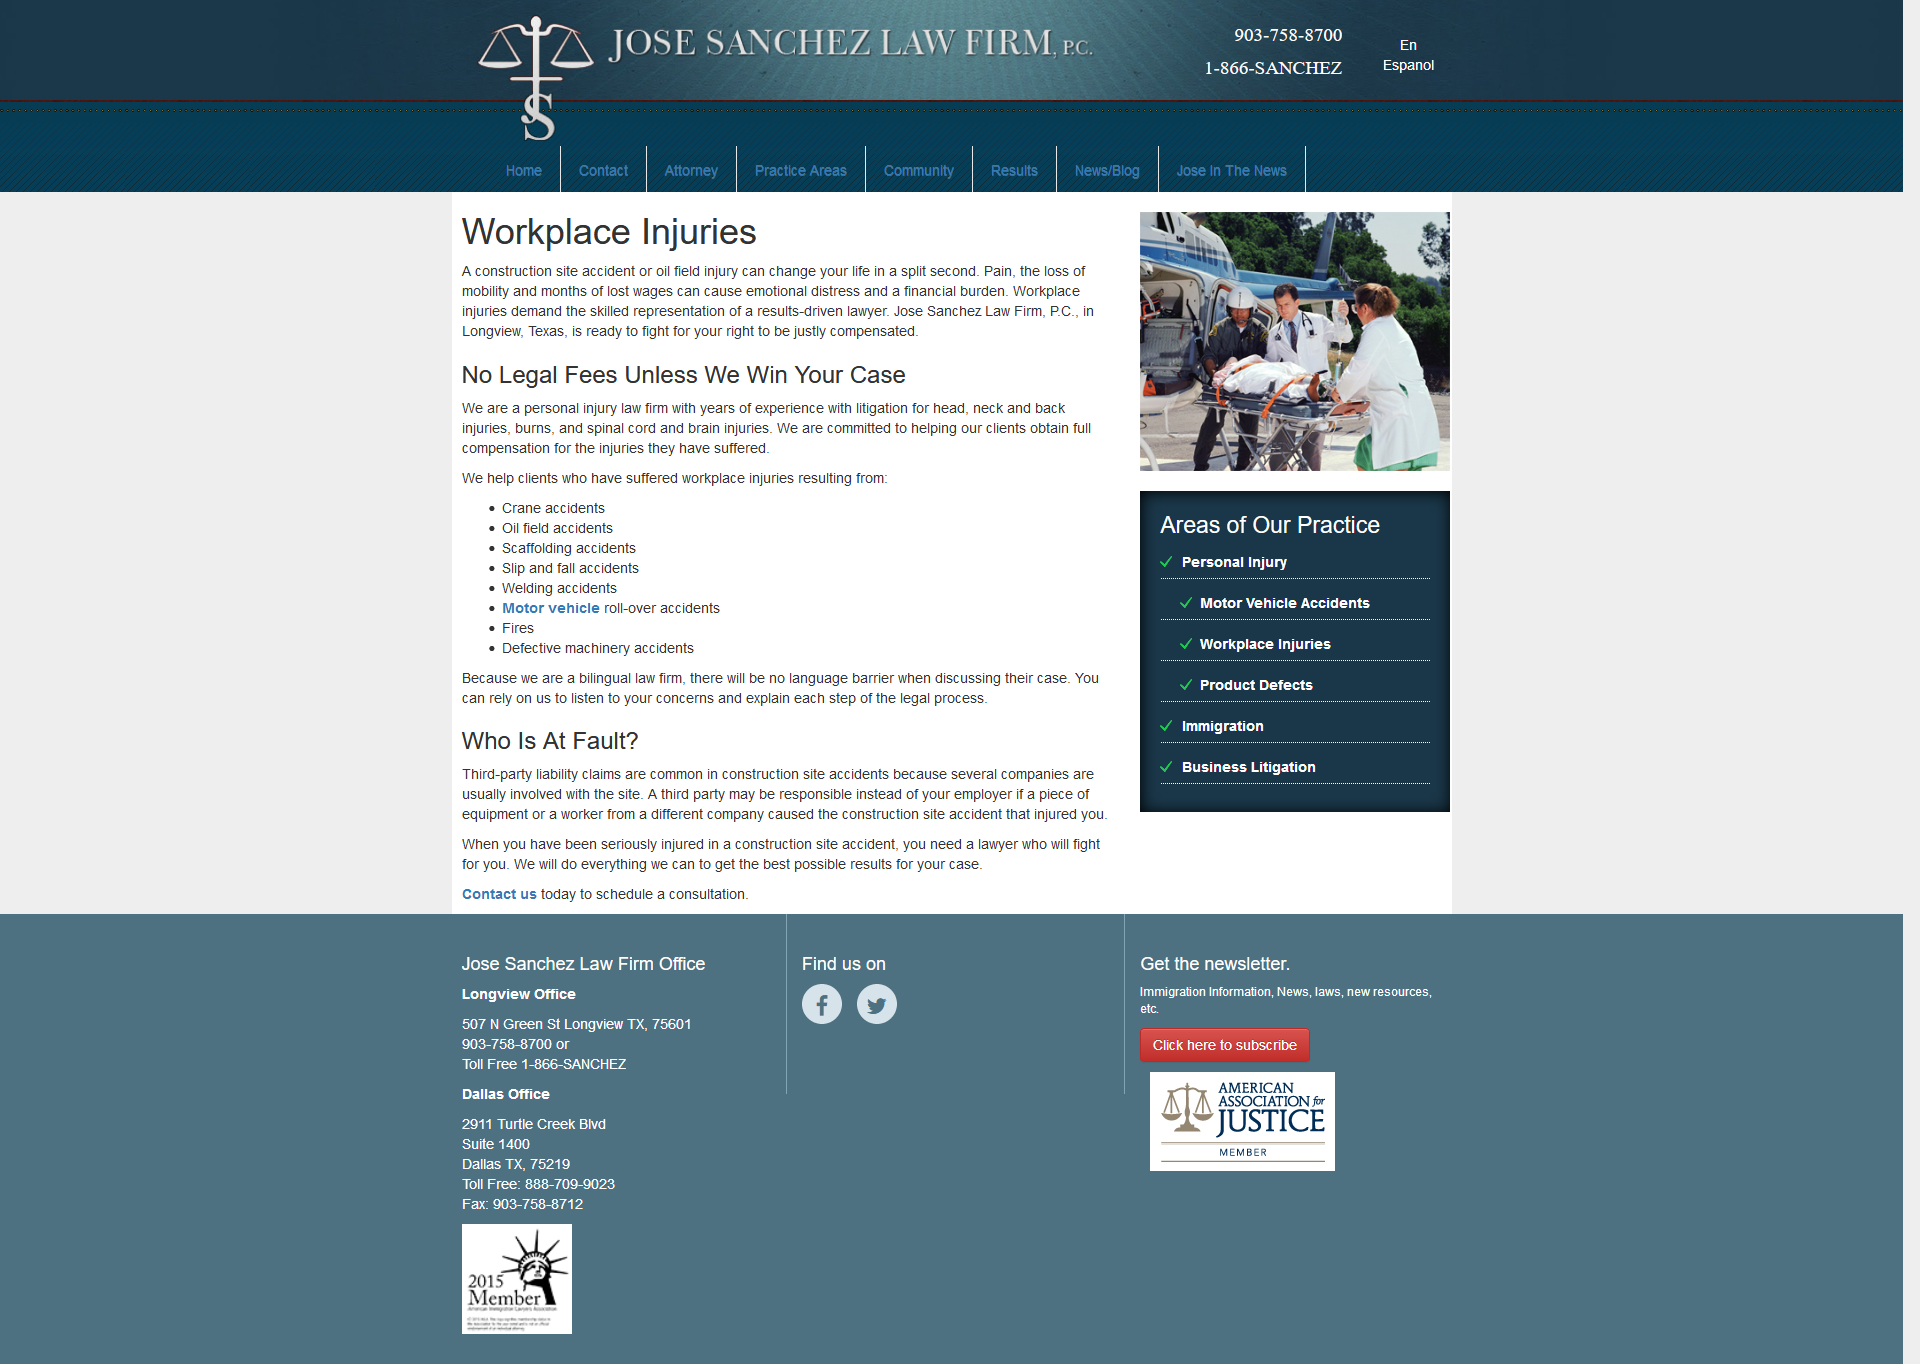 JOSE SANCHEZ LAW FIRM, P.C.
903-758-8700
1-866-SANCHEZ
En
Espanol
JS
Home
Contact
Attorney
Practice Areas
Community
Results
News/Blog
Jose In The News
Workplace Injuries
A construction site accident or oil field injury can change your life in a split second. Pain, the loss of
mobility and months of lost wages can cause emotional distress and a financial burden. Workplace
injuries demand the skilled representation of a results-driven lawyer. Jose Sanchez Law Firm, P.C., in
Longview, Texas, is ready to fight for your right to be justly compensated.
No Legal Fees Unless We Win Your Case
We are a personal injury law firm with years of experience with litigation for head, neck and back
injuries, burns, and spinal cord and brain injuries. We are committed to helping our clients obtain full
compensation for the injuries they have suffered.
We help clients who have suffered workplace injuries resulting from:
Crane accidents
Oil field accidents
Scaffolding accidents
Slip and fall accidents
Welding accidents
Motor vehicle roll-over accidents
Fires
Defective machinery accidents
Because we are a bilingual law firm, there will be no language barrier when discussing their case. You
can rely on us to listen to your concerns and explain each step of the legal process.
Who Is At Fault?
Third-party liability claims are common in construction site accidents because several companies are
usually involved with the site. A third party may be responsible instead of your employer if a piece of
equipment or a worker from a different company caused the construction site accident that injured you.
When you have been seriously injured in a construction site accident, you need a lawyer who will fight
for you. We will do everything we can to get the best possible results for your case.
Contact us today to schedule a consultation.
Areas of Our Practice
Personal Injury
Motor Vehicle Accidents
Workplace Injuries
Product Defects
Immigration
Business Litigation
Jose Sanchez Law Firm Office
Longview Office
507 N Green St Longview TX, 75601
903-758-8700 or
Toll Free 1-866-SANCHEZ
Dallas Office
2911 Turtle Creek Blvd
Suite 1400
Dallas TX, 75219
Toll Free: 888-709-9023
Fax: 903-758-8712
2015
Member
American Immigration Lawyers Association
Find us on
Get the newsletter.
Immigration Information, News, laws, new resources,
etc.
Click here to subscribe
AMERICAN
ASSOCIATION for
JUSTICE
MEMBER